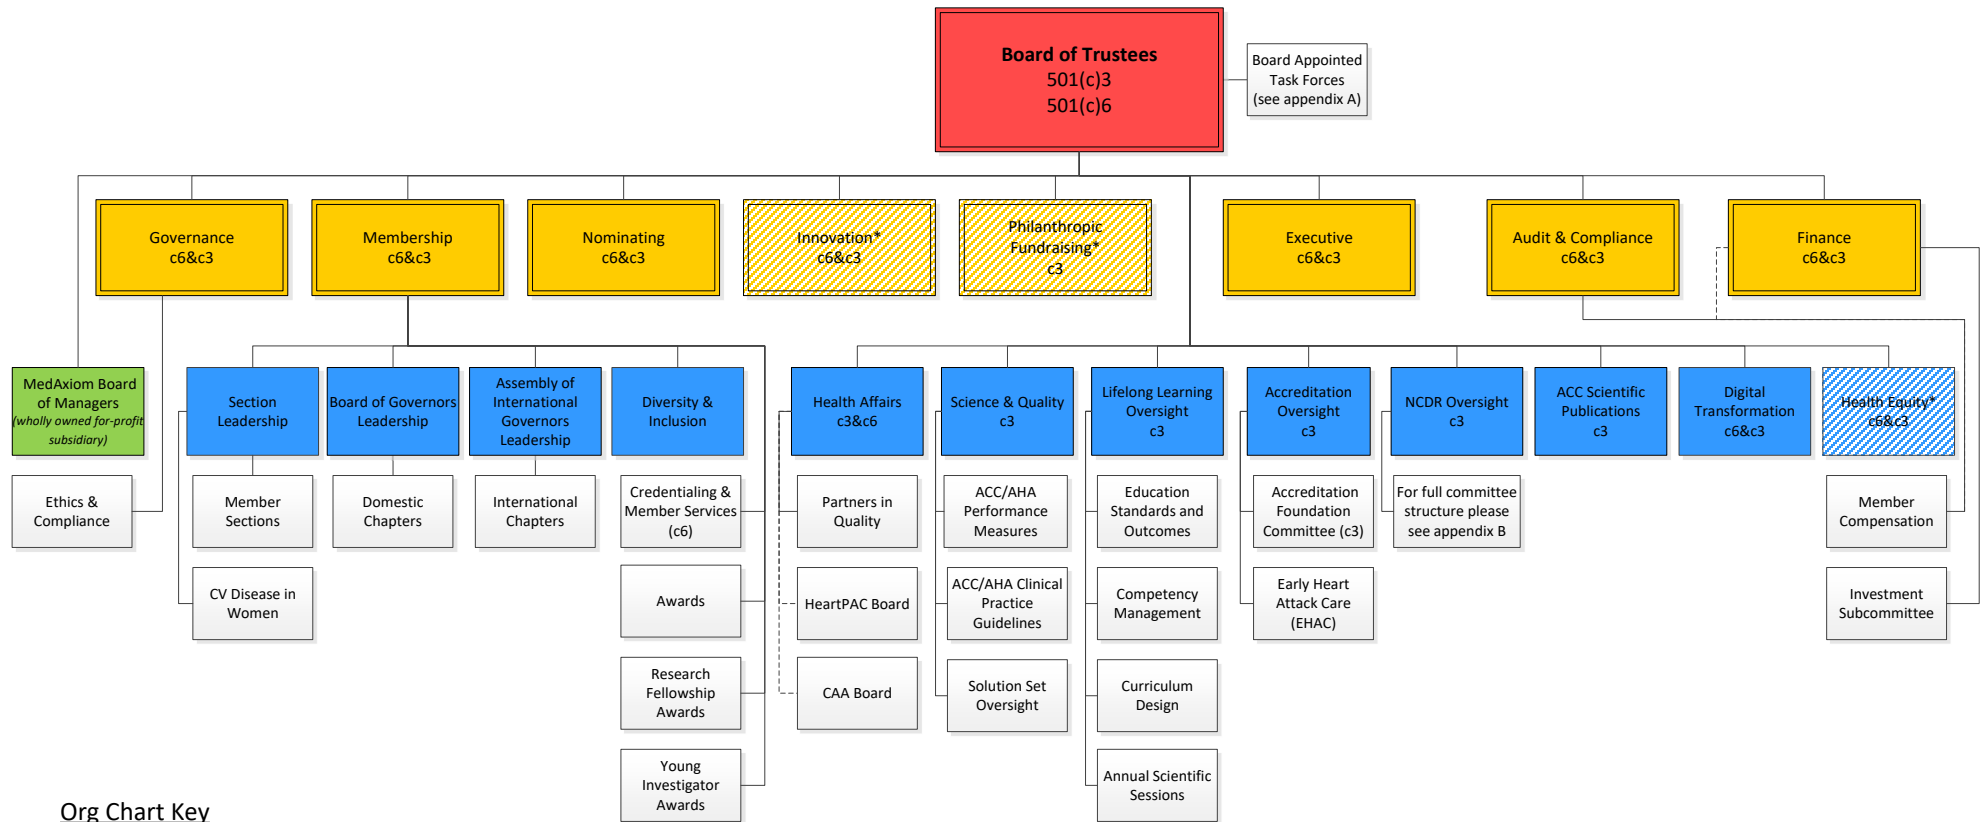 Board of Trustees
501(c)3
501(c)6
Board Appointed
Task Forces
(see appendix A)
Governance
c6&c3
Membership
c6&c3
Nominating
c6&c3
Innovation*
c6&c3
Philanthropic
Fundraising*
c3
Executive
c6&c3
Audit & Compliance
c6&c3
Finance
c6&c3
MedAxiom Board
of Managers
(wholly owned for-profit
subsidiary)
Section
Leadership
Board of Governors
Leadership
Assembly of
International
Governors
Leadership
Diversity &
Inclusion
Health Affairs
c3&c6
Science & Quality
c3
Lifelong Learning
Oversight
c3
Accreditation
Oversight
c3
NCDR Oversight
c3
ACC Scientific
Publications
c3
Digital
Transformation
c6&c3
Health Equity*
c6&c3
Ethics &
Compliance
Member
Sections
Domestic
Chapters
International
Chapters
Credentialing &
Member Services
(c6)
Partners in
Quality
ACC/AHA
Performance
Measures
Education
Standards and
Outcomes
Accreditation
Foundation
Committee (c3)
For full committee
structure please
see appendix B
Member
Compensation
CV Disease in
Women
Awards
HeartPAC Board
ACC/AHA Clinical
Practice
Guidelines
Competency
Management
Early Heart
Attack Care
(EHAC)
Investment
Subcommittee
Research
Fellowship
Awards
CAA Board
Solution Set
Oversight
Curriculum
Design
Young
Investigator
Awards
Annual Scientific
Sessions
Org Chart Key